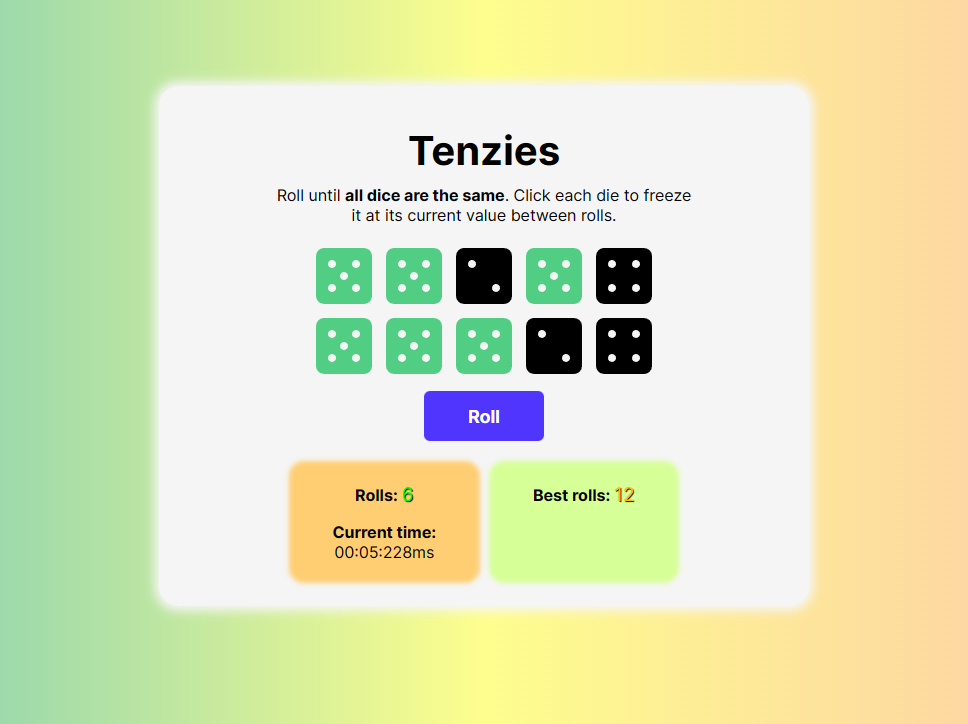 Tenzies
Roll until all dice are the same. Click each die to freeze
it at its current value between rolls.
Roll
Rolls: 6
Best rolls: 12
Current time:
00:05:228ms